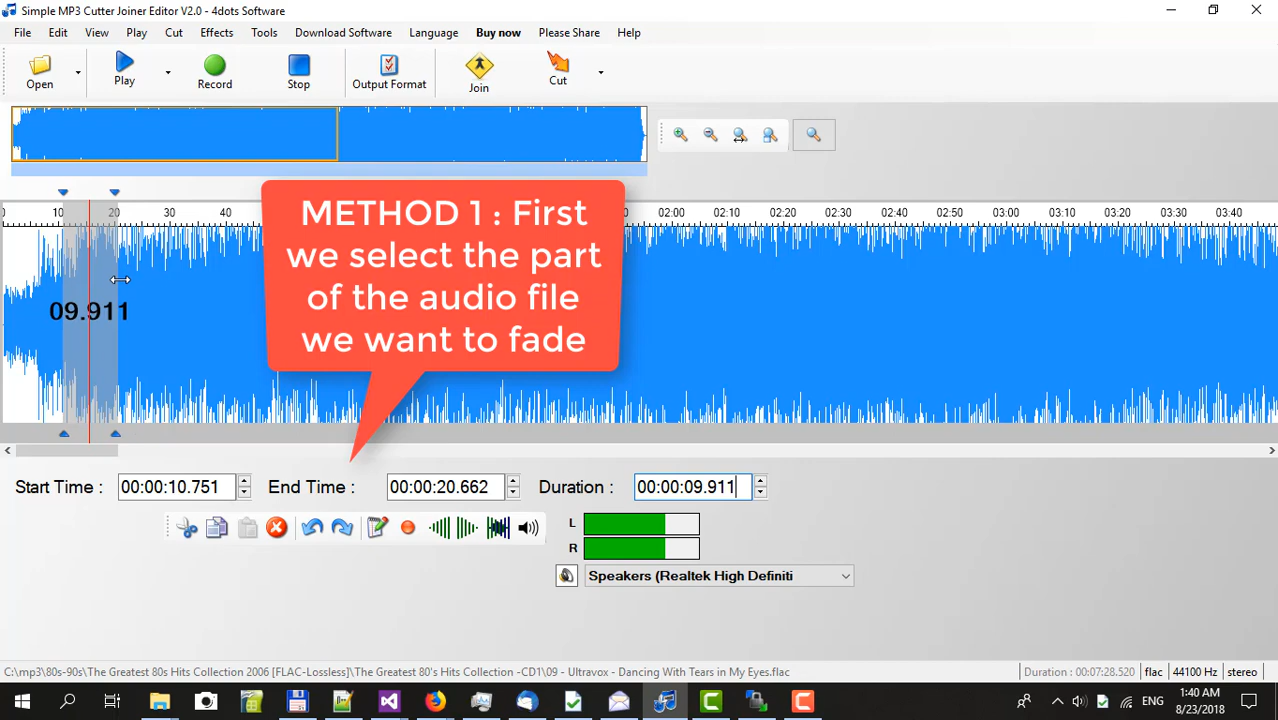 Simple MP3 Cutter Joiner Editor V2.0 - 4dots Software
File Edit View Play Cut Effects Tools Download Software Language Buy now Please Share Help
Open Play Record Stop Output Format Join Cut
10 20 30 40 02:00 02:10 02:20 02:30 02:40 02:50 03:00 03:10 03:20 03:30 03:40
METHOD 1 : First
we select the part
of the audio file
we want to fade
09.911
Start Time : 00:00:10.751 End Time : 00:00:20.662 Duration : 00:00:09.911
L
R
Speakers (Realtek High Definiti
C:\mp3\80s-90s\The Greatest 80s Hits Collection 2006 [FLAC-Lossless]\The Greatest 80's Hits Collection -CD1\09 - Ultravox - Dancing With Tears in My Eyes.flac Duration : 00:07:28.520 flac 44100 Hz stereo
ENG
1:40 AM
8/23/2018